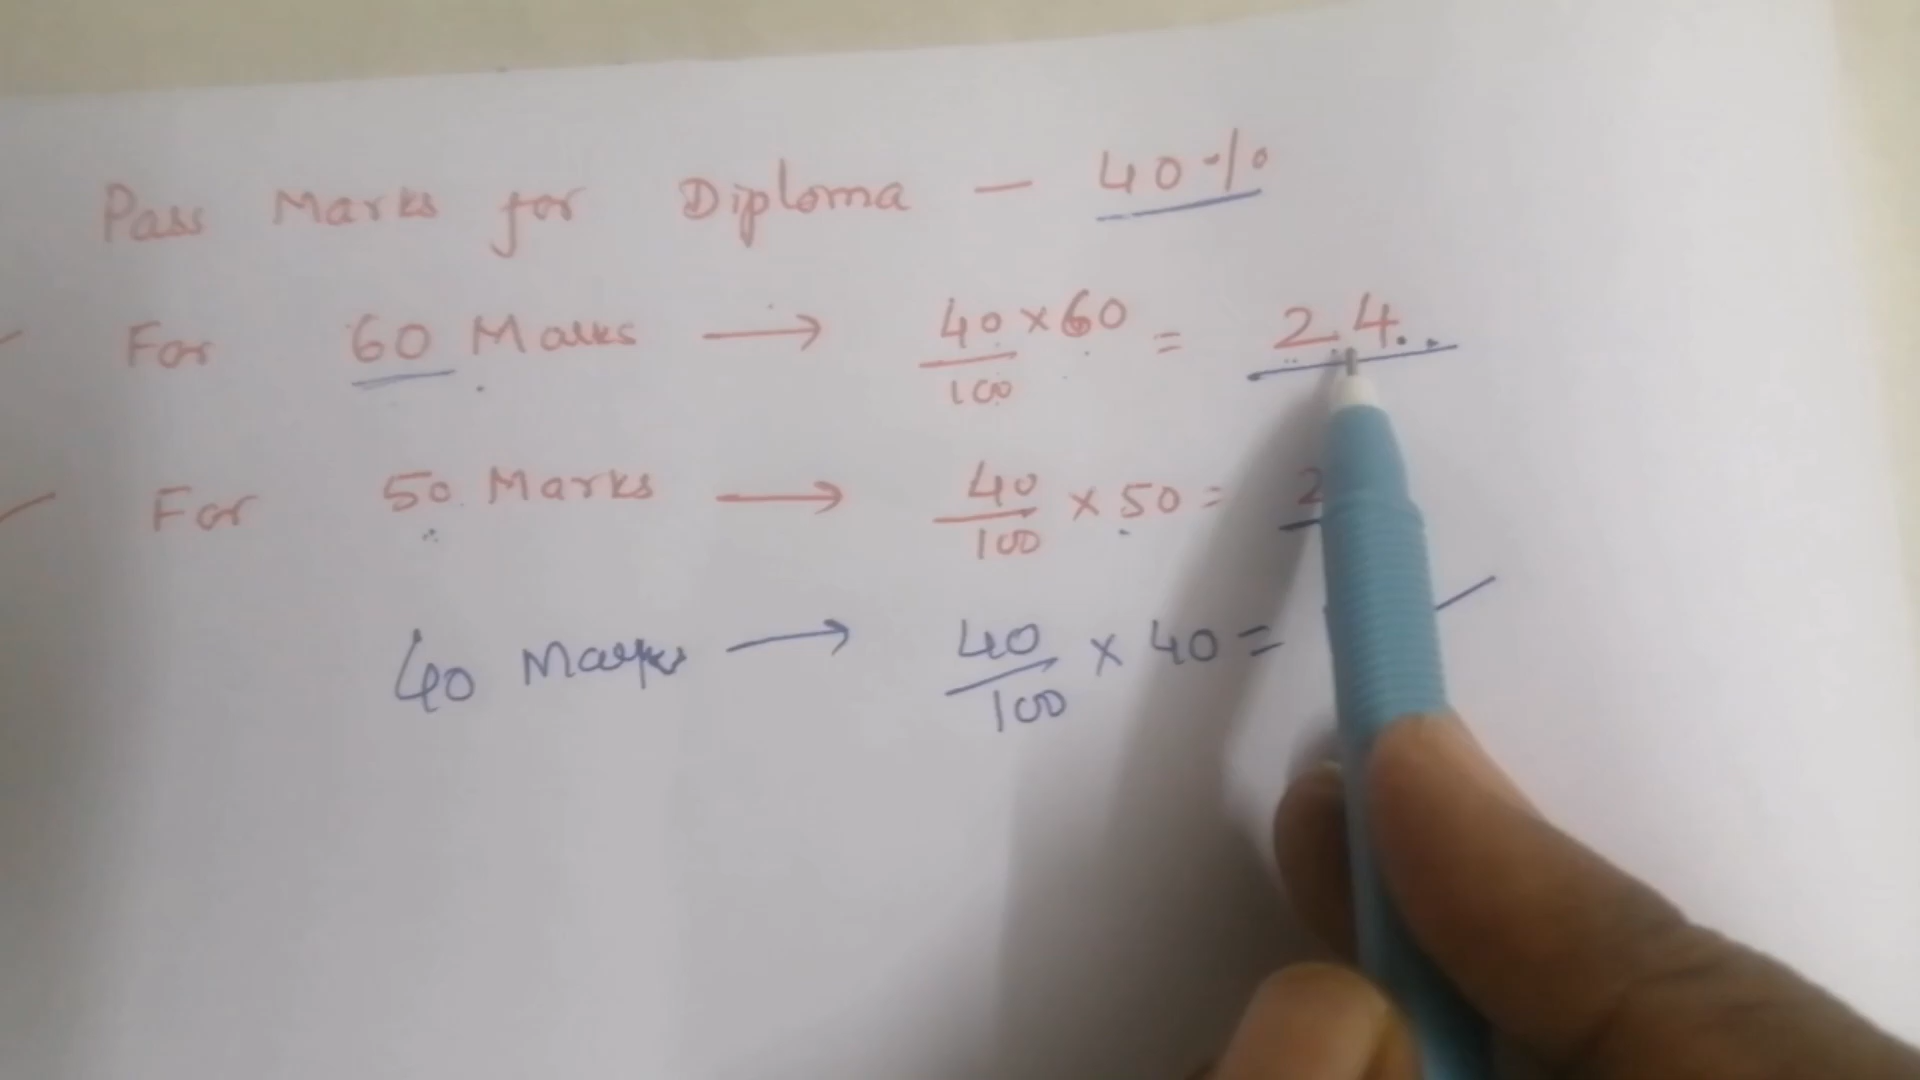 Pass Marks for Diploma - 40%
For 60 Marks → 40/100 × 60 = 24
For 50 Marks → 40/100 × 50 = 2
40 Marks → 40/100 × 40 =